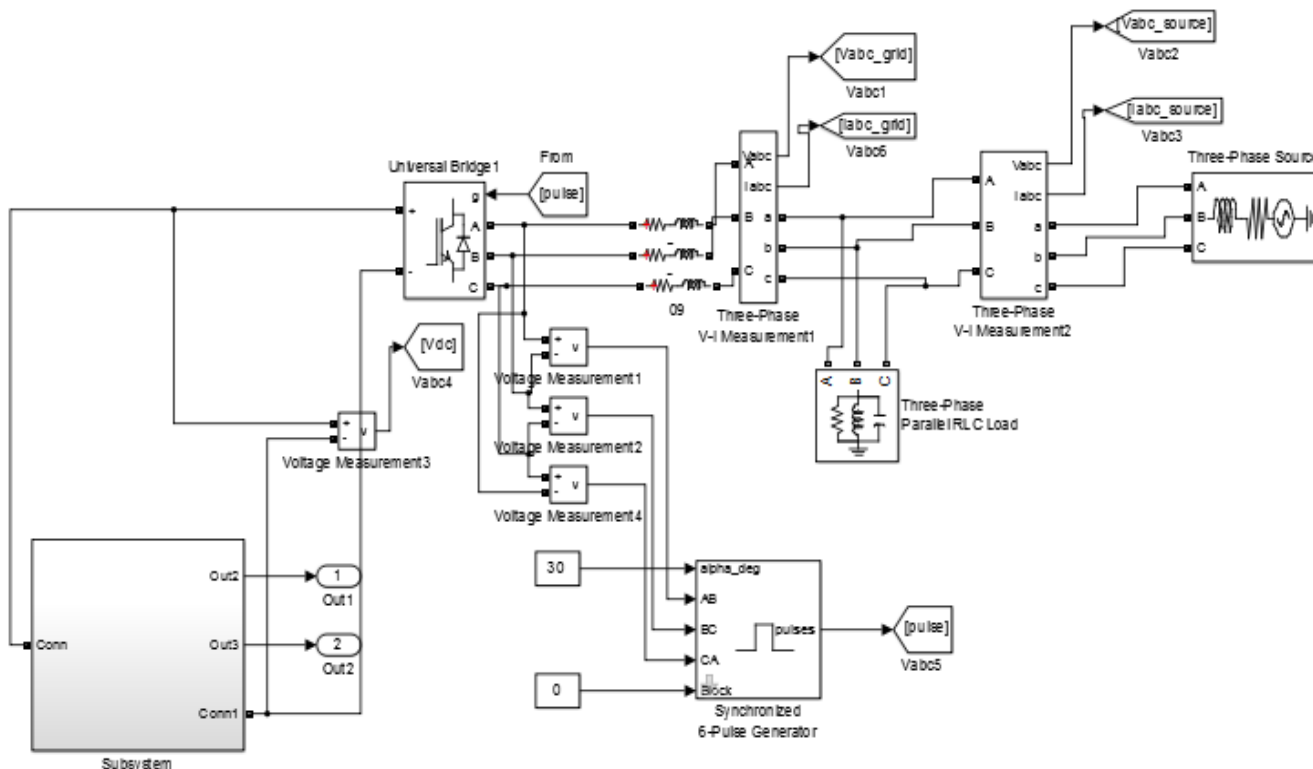 [Vabc_source]
Vabc2
[Vabc_grid]
Vabc1
[Iabc_source]
Vabc3
[Iabc_grid]
Vabc6
From
[pulse]
Universal Bridge1
g
+
-
A
B
C
09
Vabc
Iabc
A
B
C
a
b
c
Three-Phase
V-I Measurement1
Vabc
Iabc
A
B
C
a
b
c
Three-Phase
V-I Measurement2
Three-Phase Source
A
B
C
A
B
C
Three-Phase
Parallel RLC Load
[Vdc]
Vabc4
+
-
v
Voltage Measurement3
+
-
v
Voltage Measurement1
+
-
v
Voltage Measurement2
+
-
v
Voltage Measurement4
Out2
Out3
Conn
Conn1
Subsystem
1
Out1
2
Out2
30
0
alpha_deg
AB
BC
CA
Block
pulses
Synchronized
6-Pulse Generator
[pulse]
Vabc5